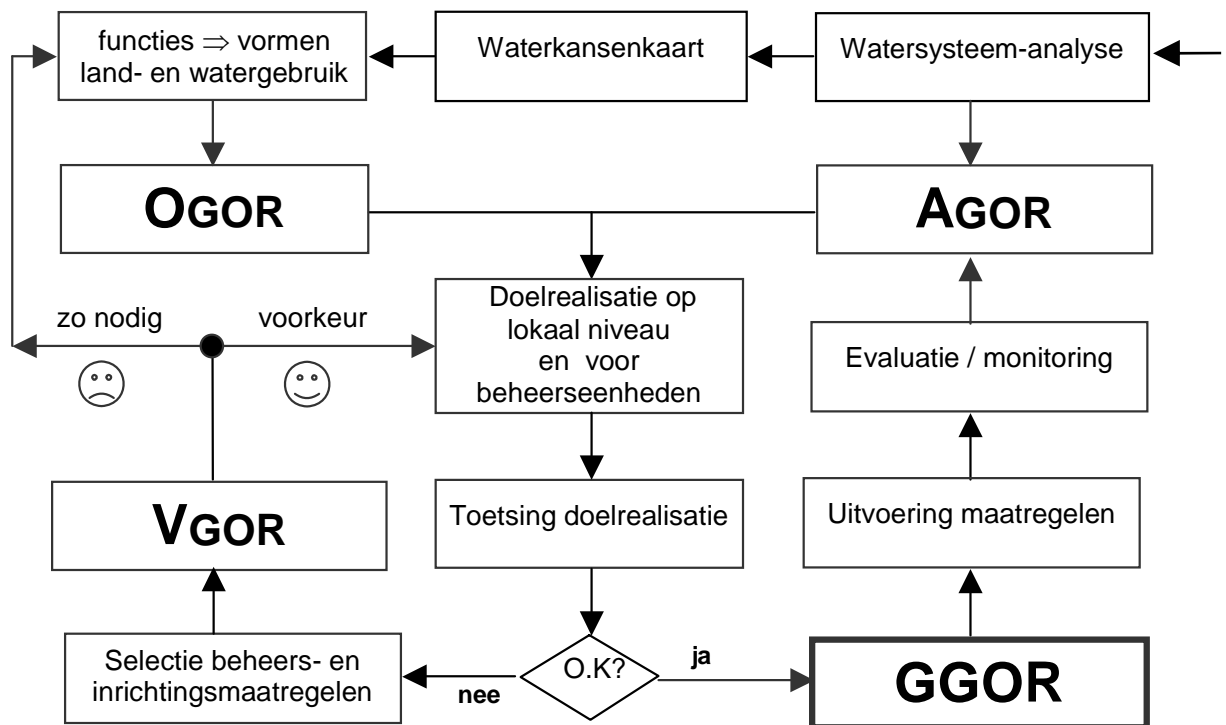 functies ⇒ vormen
land- en watergebruik
Waterkansenkaart
Watersysteem-analyse
OGOR
AGOR
zo nodig
voorkeur
Doelrealisatie op
lokaal niveau
en voor
beheerseenheden
Evaluatie / monitoring
VGOR
Toetsing doelrealisatie
Uitvoering maatregelen
Selectie beheers- en
inrichtingsmaatregelen
nee
O.K?
ja
GGOR